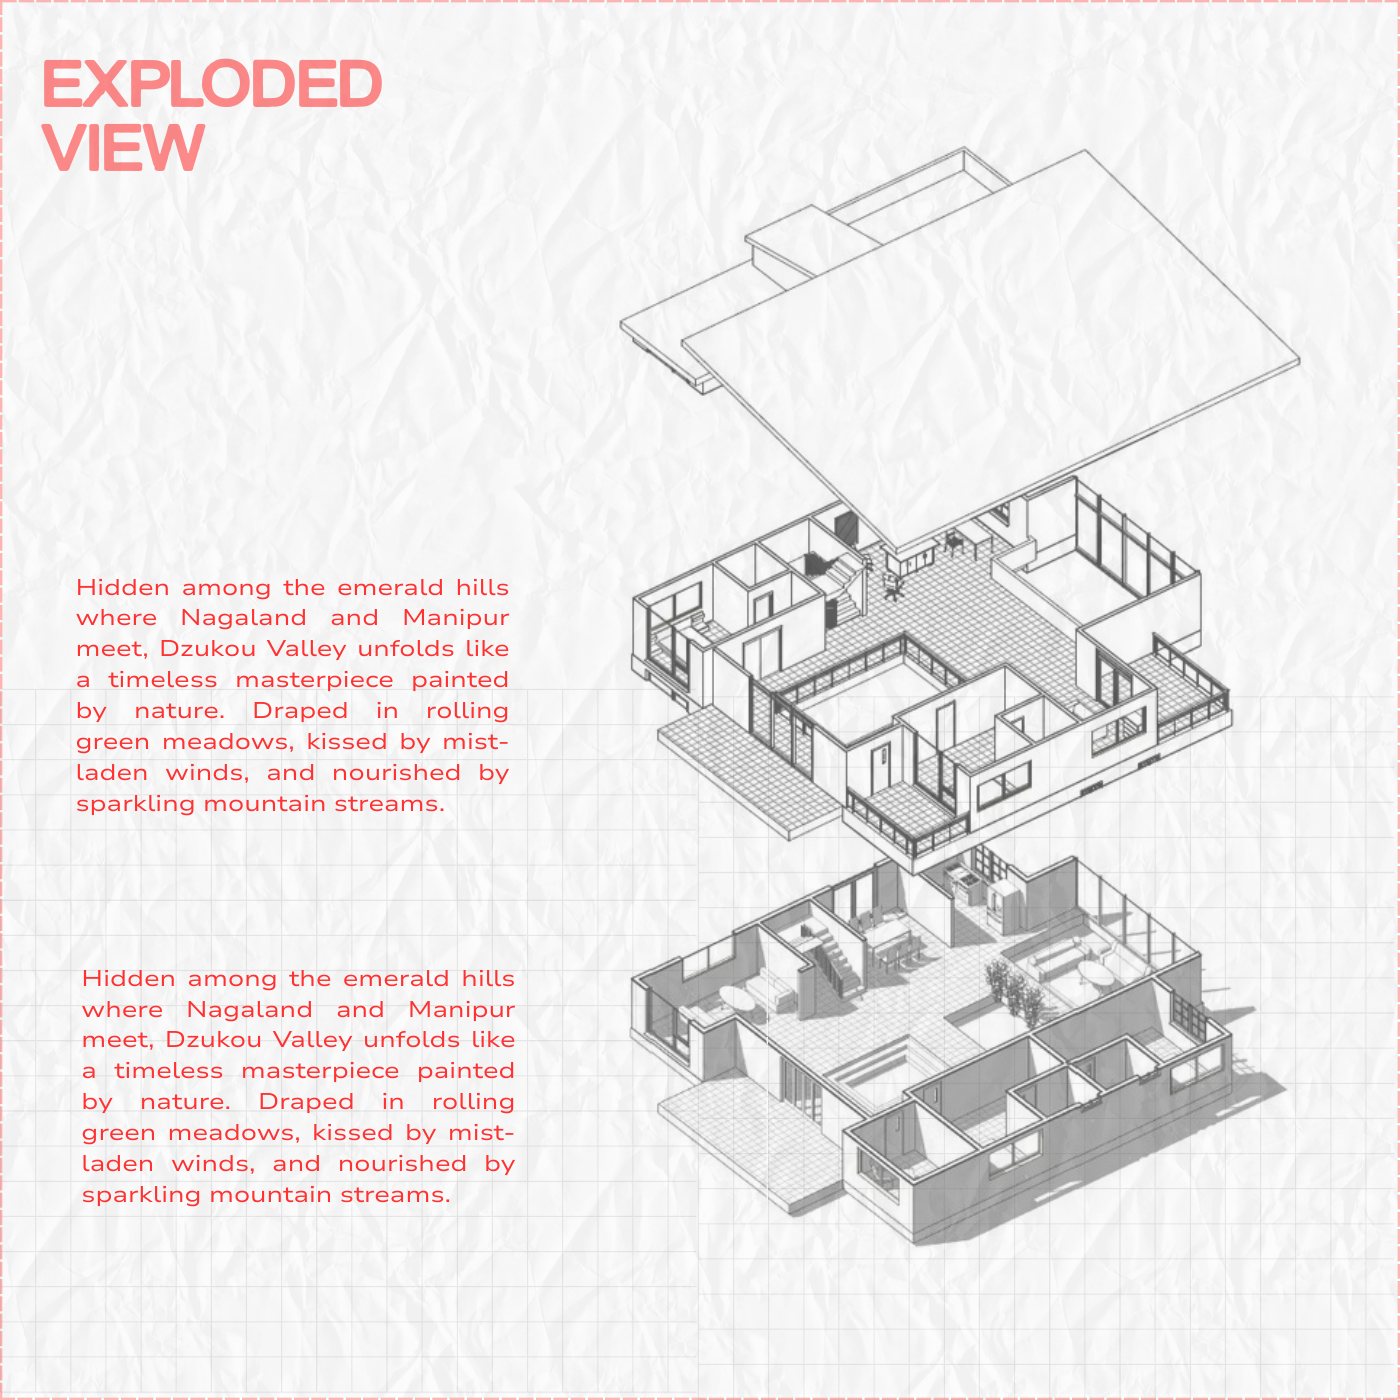 EXPLODED
VIEW
Hidden among the emerald hills
where Nagaland and Manipur
meet, Dzukou Valley unfolds like
a timeless masterpiece painted
by nature. Draped in rolling
green meadows, kissed by mist-
laden winds, and nourished by
sparkling mountain streams.
Hidden among the emerald hills
where Nagaland and Manipur
meet, Dzukou Valley unfolds like
a timeless masterpiece painted
by nature. Draped in rolling
green meadows, kissed by mist-
laden winds, and nourished by
sparkling mountain streams.